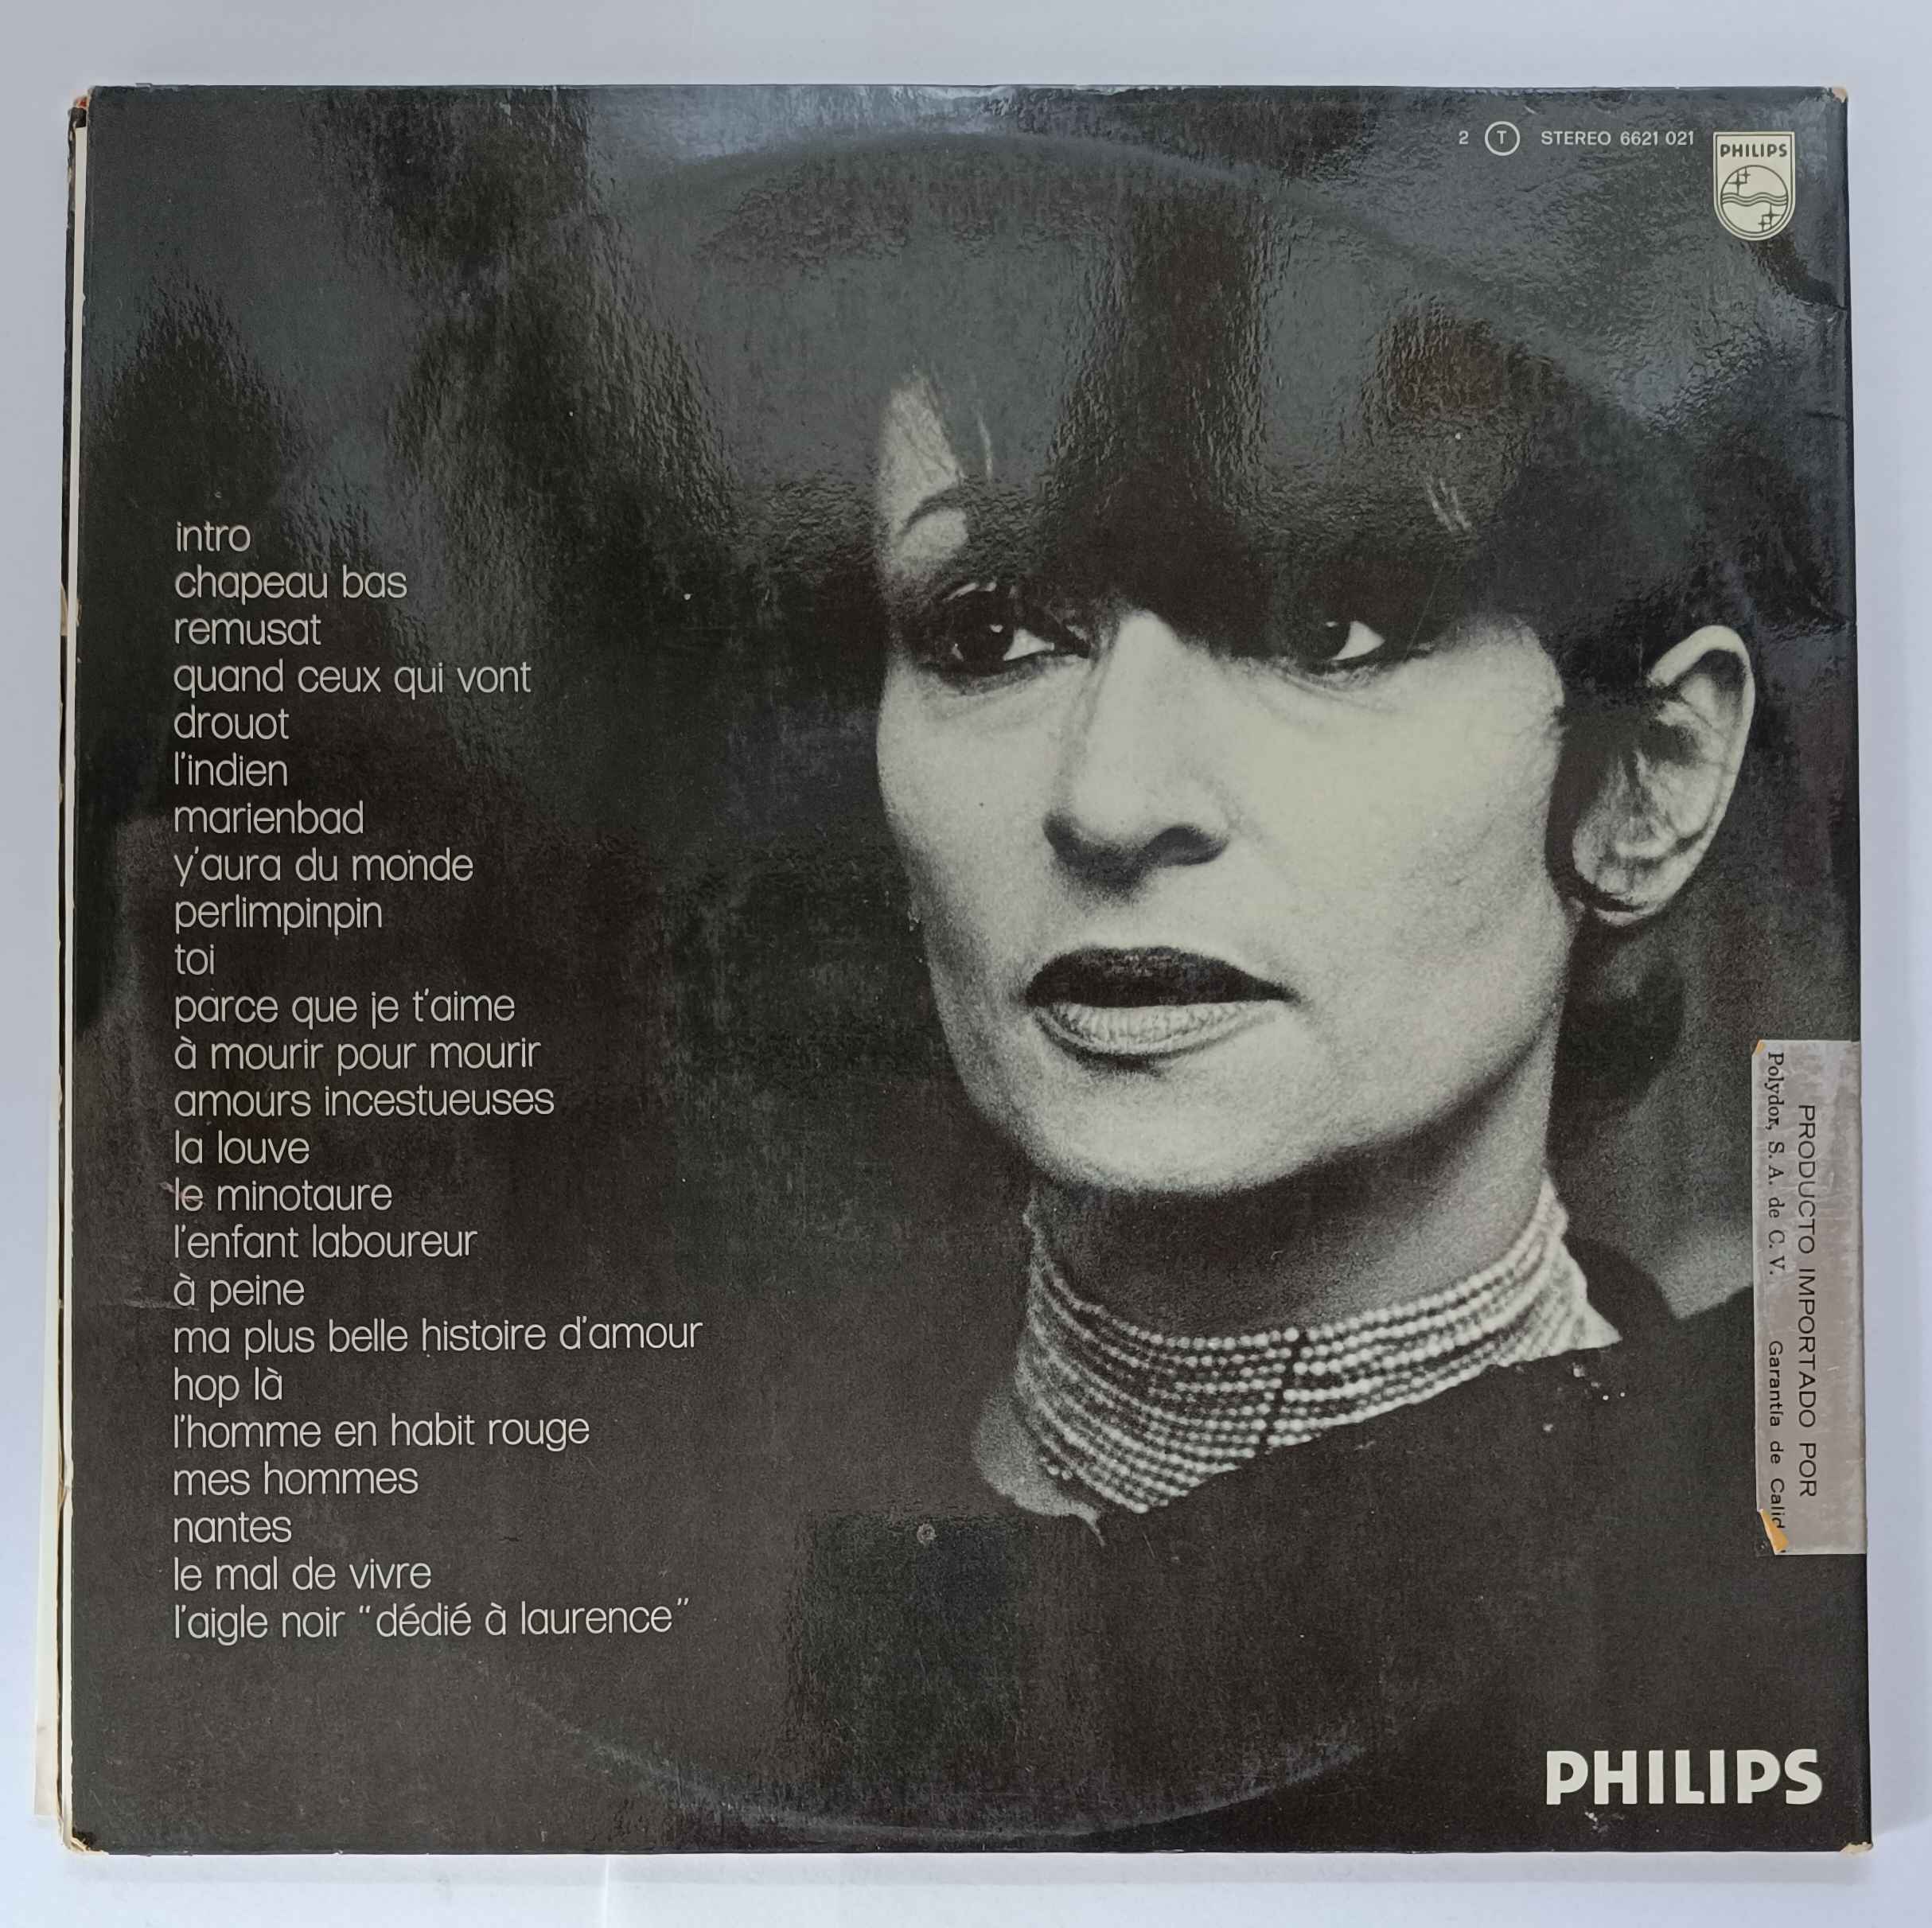 2 T STEREO 6621 021
PHILIPS
intro
chapeau bas
remusat
quand ceux qui vont
drouot
l'indien
marienbad
y'aura du monde
perlimpinpin
toi
parce que je t'aime
à mourir pour mourir
amours incestueuses
la louve
le minotaure
l'enfant laboureur
à peine
ma plus belle histoire d'amour
hop là
l'homme en habit rouge
mes hommes
nantes
le mal de vivre
l'aigle noir "dédié à laurence"
PRODUCTO IMPORTADO POR
Polydor, S. A. de C. V. Garantía de Calid
PHILIPS